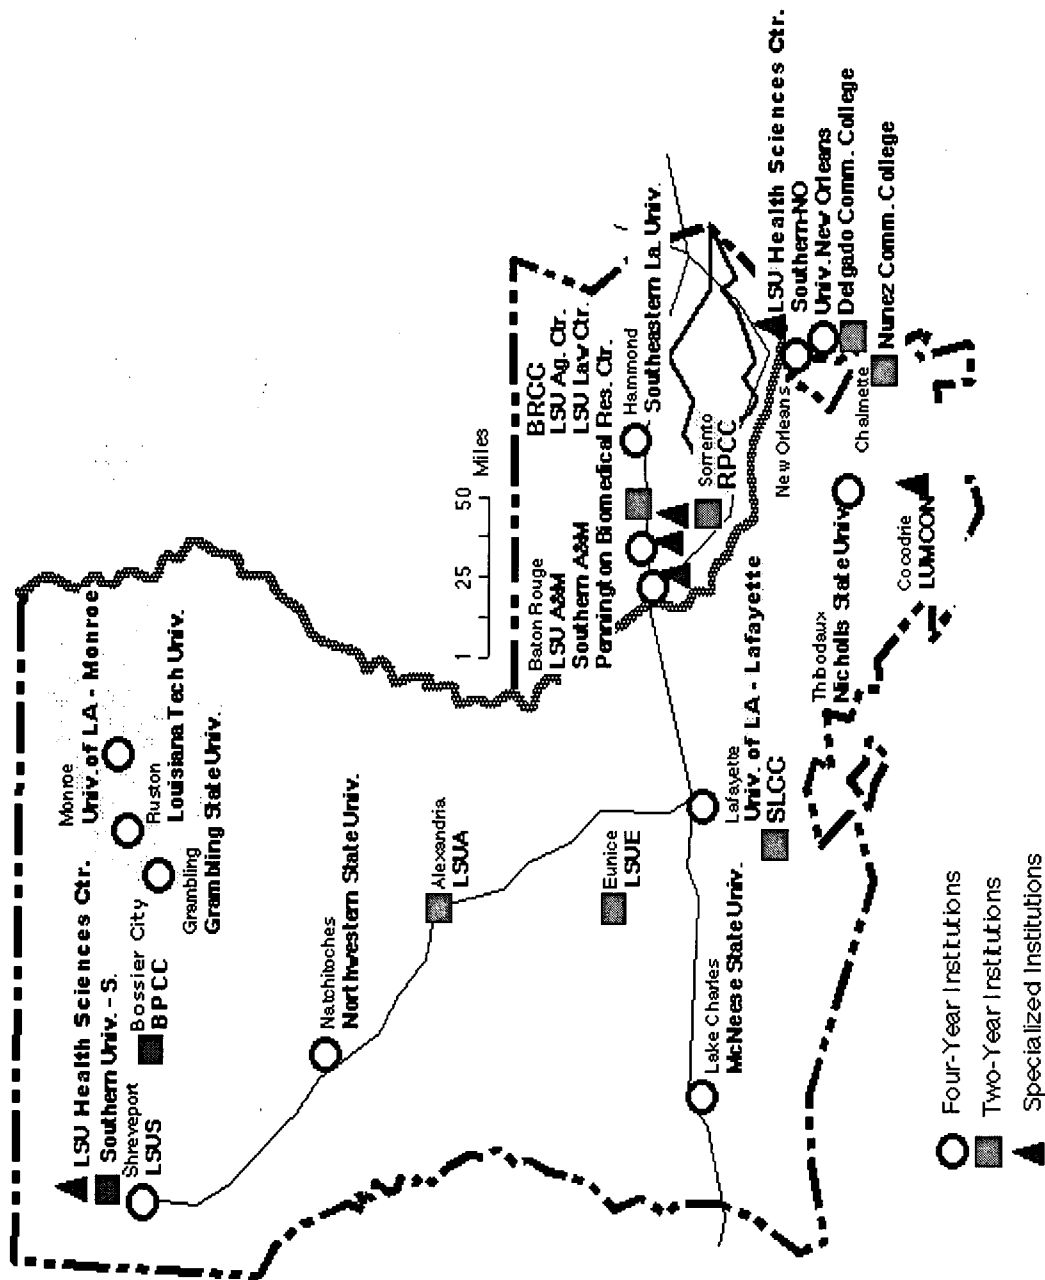 LSU Health Sciences Ctr.
Southern Univ. - S.
Shreveport
LSUS
Bossier City
BPCC
Monroe
Univ. of LA - Monroe
Ruston
Louisiana Tech Univ.
Grambling
Grambling State Univ.
Natchitoches
Northwestern State Univ.
Alexandria
LSUA
Eunice
LSUE
Lake Charles
McNeese State Univ.
Lafayette
Univ. of LA - Lafayette
SLCC
1 25 50
Miles
Baton Rouge
LSU A&M
Southern A&M
Pennington Biomedical Res. Ctr.
BRCC
LSU Ag. Ctr.
LSU Law Ctr.
Hammond
Southeastern La. Univ.
Sorrento
RPCC
New Orleans
LSU Health Sciences Ctr.
Southern-NO
Univ. New Orleans
Delgado Comm. College
Chalmette
Nunez Comm. College
Thibodaux
Nicholls State Univ
Cocodrie
LUMCON
Four-Year Institutions
Two-Year Institutions
Specialized Institutions